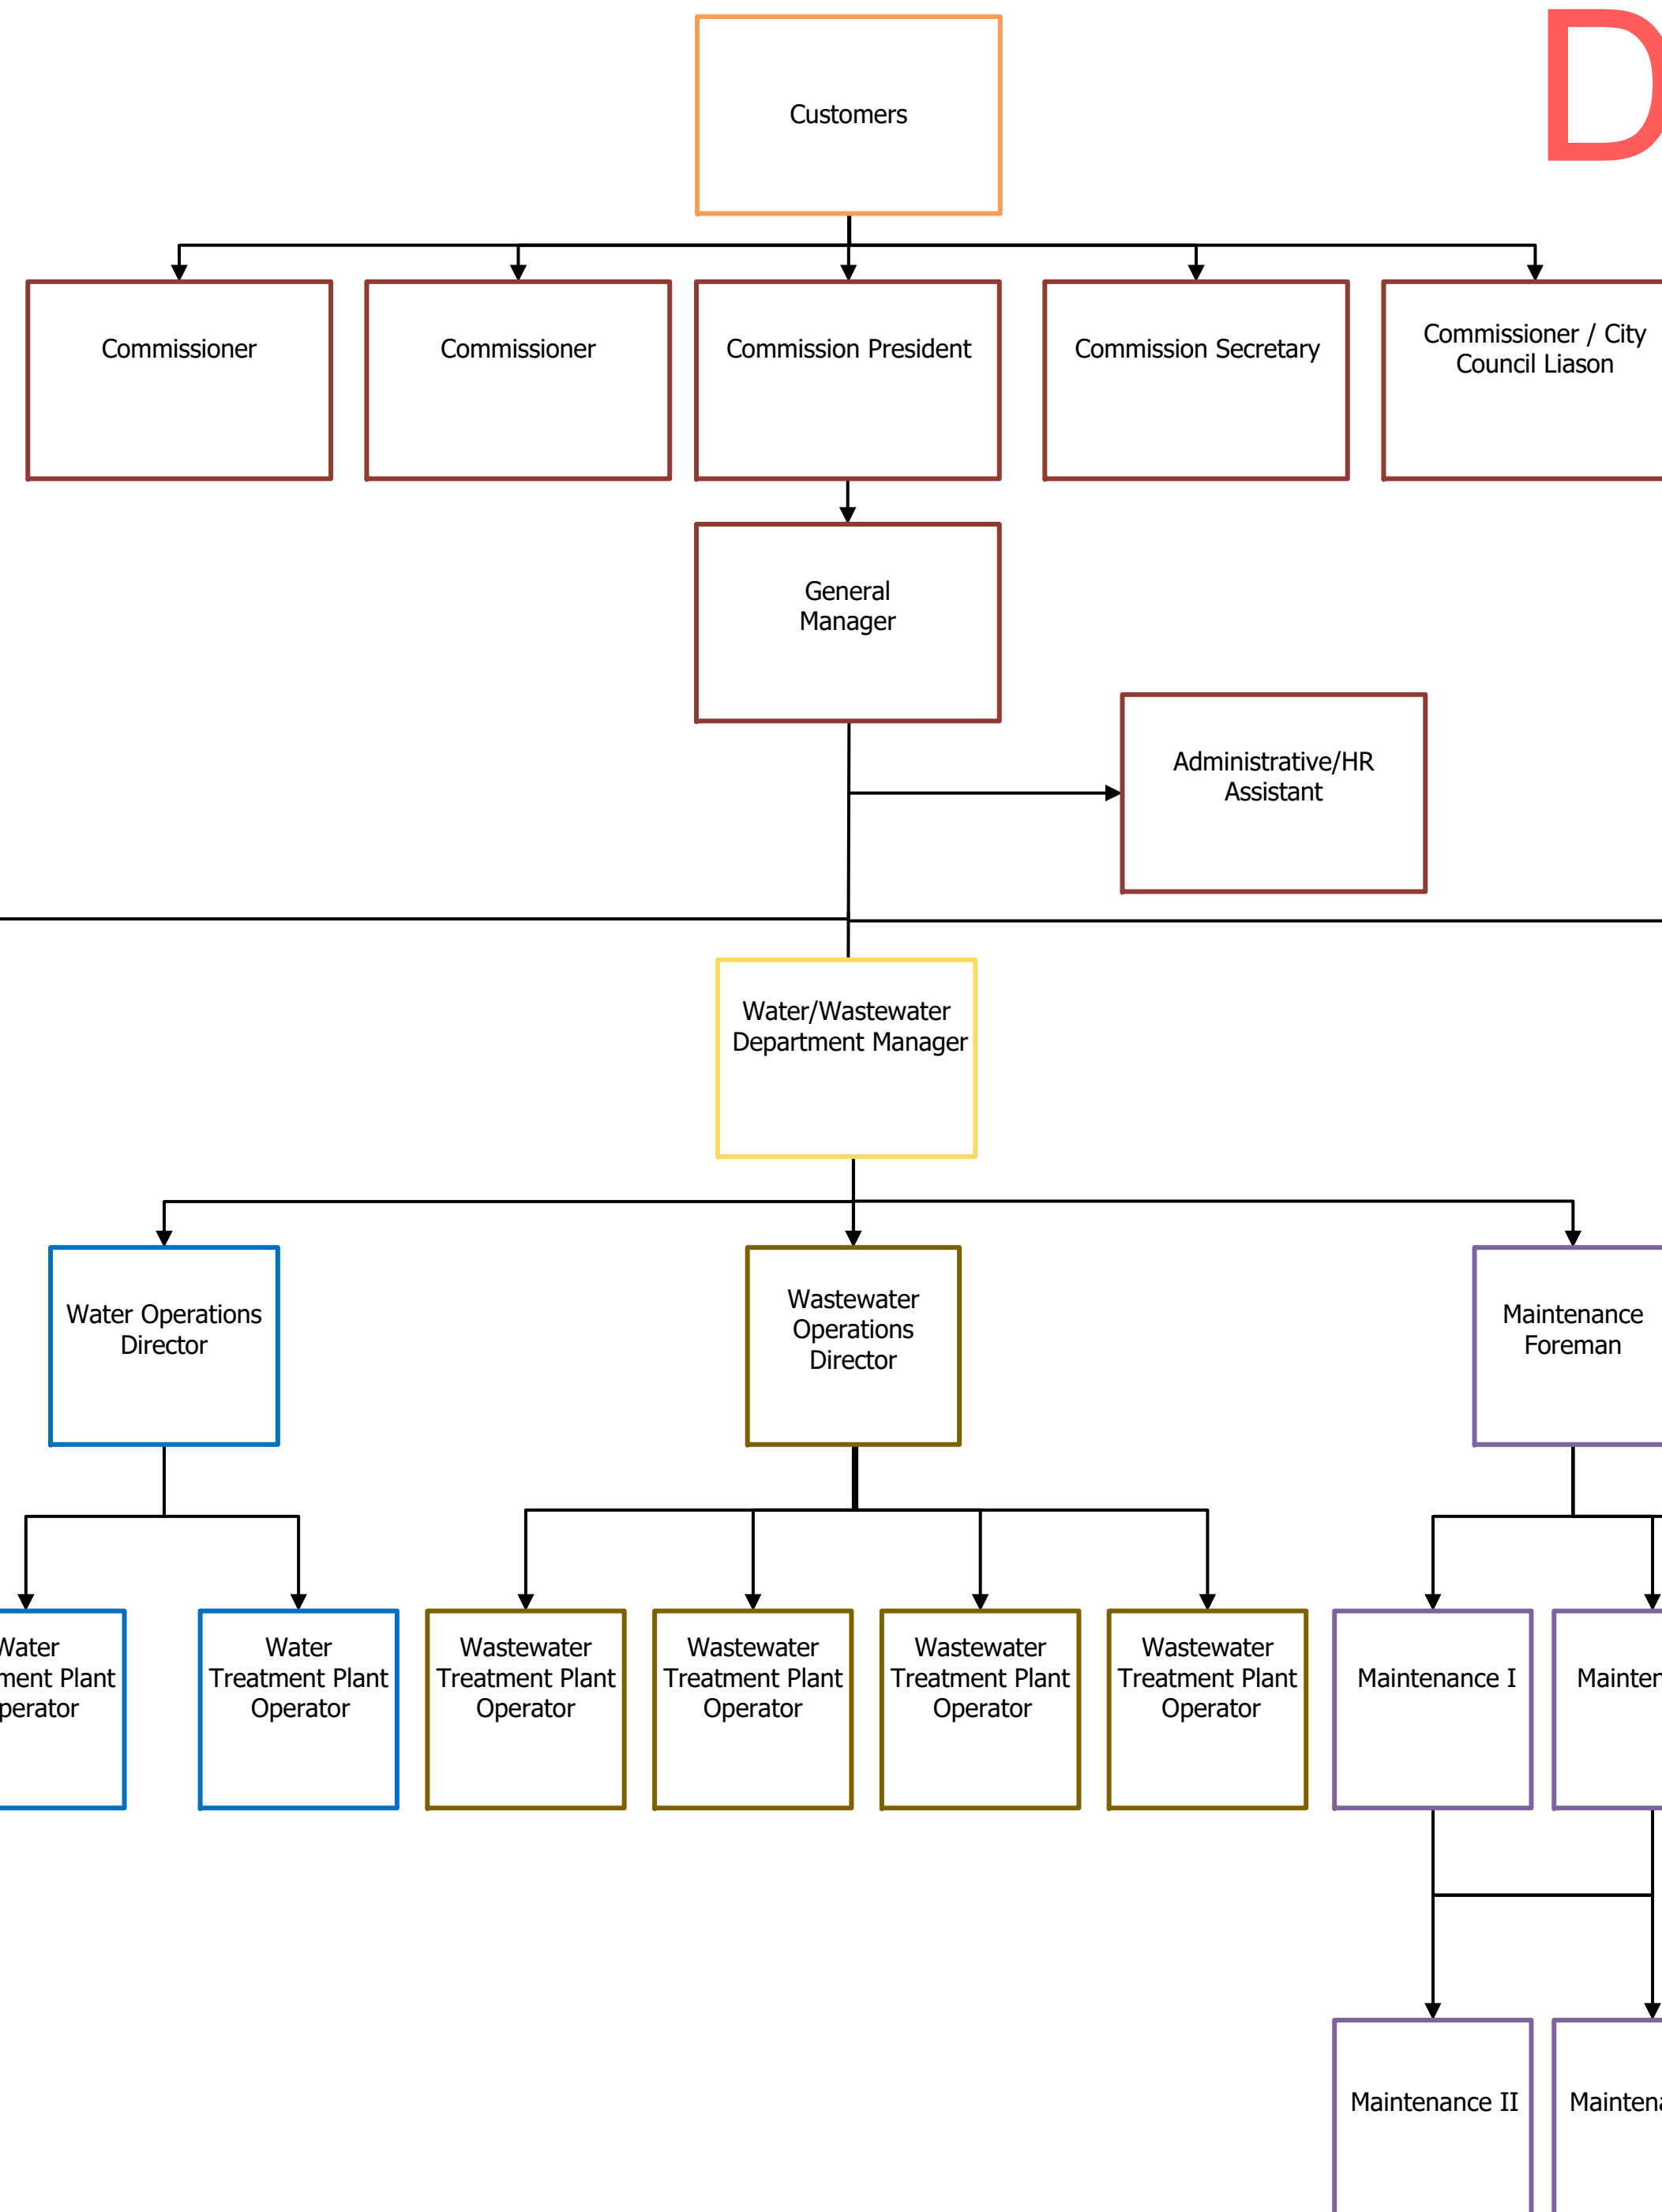 D
Customers
Commissioner
Commissioner
Commission President
Commission Secretary
Commissioner / City
Council Liason
General
Manager
Administrative/HR
Assistant
Water/Wastewater
Department Manager
Water Operations
Director
Wastewater
Operations
Director
Maintenance
Foreman
Water
Plant
Water
Treatment Plant
Operator
Wastewater
Treatment Plant
Operator
Wastewater
Treatment Plant
Operator
Wastewater
Treatment Plant
Operator
Wastewater
Treatment Plant
Operator
Maintenance I
Maintenance II